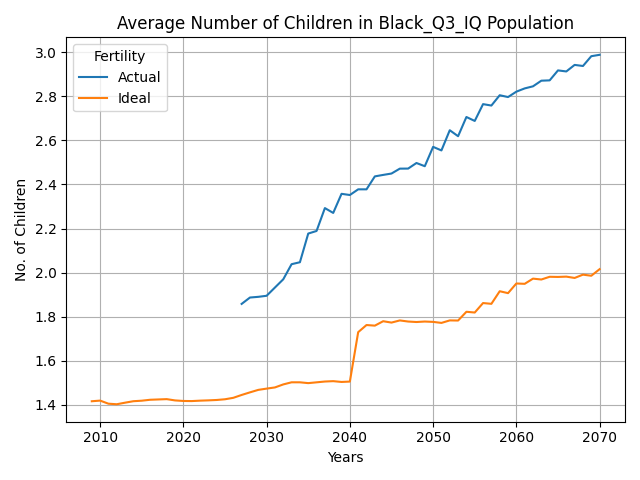 Average Number of Children in Black_Q3_IQ Population
Fertility
Actual
Ideal
No. of Children
3.0
2.8
2.6
2.4
2.2
2.0
1.8
1.6
1.4
2010 2020 2030 2040 2050 2060 2070
Years